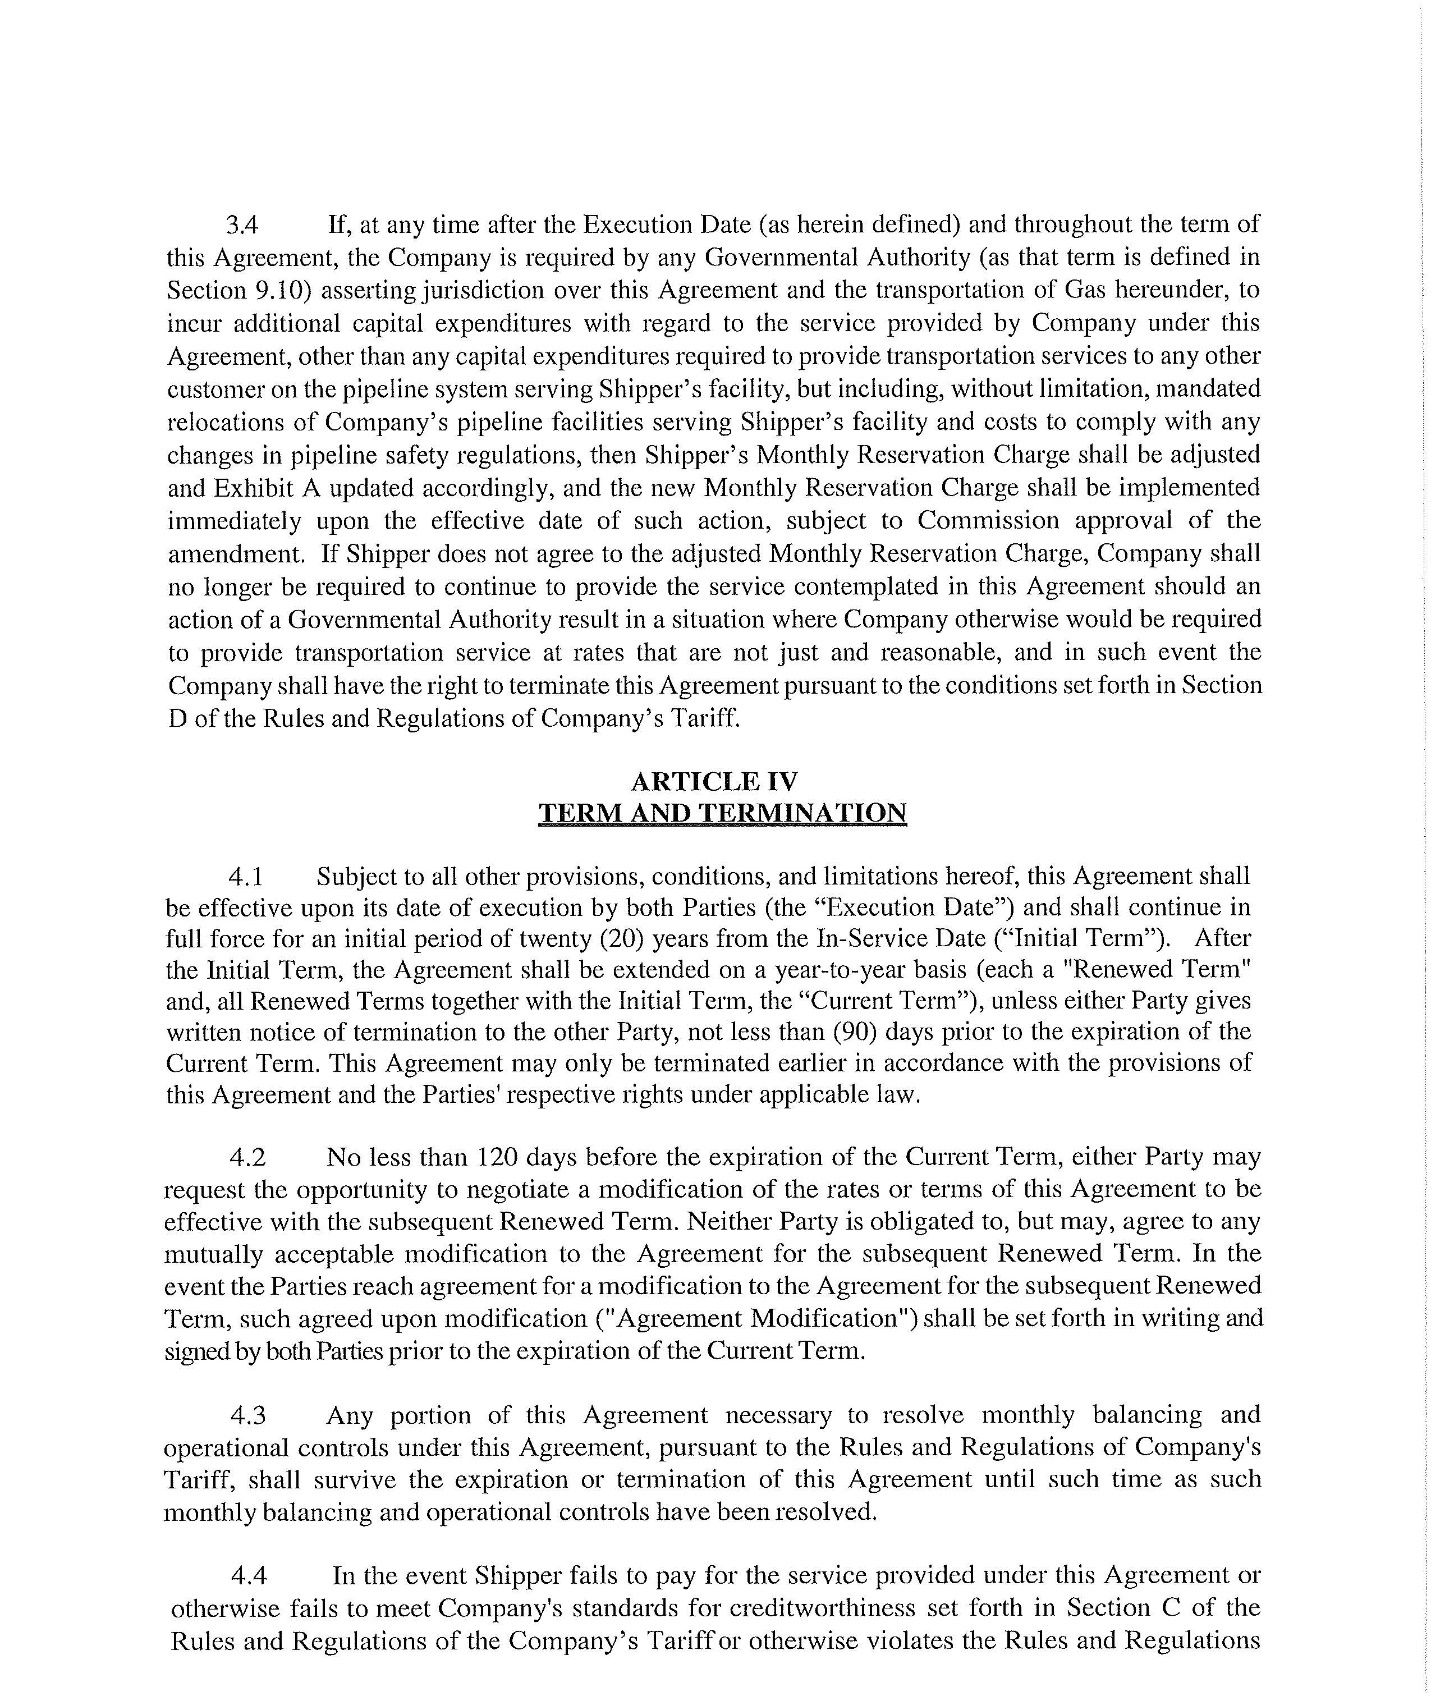 3.4 If, at any time after the Execution Date (as herein defined) and throughout the term of
this Agreement, the Company is required by any Governmental Authority (as that term is defined in
Section 9.10) asserting jurisdiction over this Agreement and the transportation of Gas hereunder, to
incur additional capital expenditures with regard to the service provided by Company under this
Agreement, other than any capital expenditures required to provide transportation services to any other
customer on the pipeline system serving Shipper’s facility, but including, without limitation, mandated
relocations of Company’s pipeline facilities serving Shipper’s facility and costs to comply with any
changes in pipeline safety regulations, then Shipper’s Monthly Reservation Charge shall be adjusted
and Exhibit A updated accordingly, and the new Monthly Reservation Charge shall be implemented
immediately upon the effective date of such action, subject to Commission approval of the
amendment. If Shipper does not agree to the adjusted Monthly Reservation Charge, Company shall
no longer be required to continue to provide the service contemplated in this Agreement should an
action of a Governmental Authority result in a situation where Company otherwise would be required
to provide transportation service at rates that are not just and reasonable, and in such event the
Company shall have the right to terminate this Agreement pursuant to the conditions set forth in Section
D of the Rules and Regulations of Company’s Tariff.
ARTICLE IV
TERM AND TERMINATION
4.1 Subject to all other provisions, conditions, and limitations hereof, this Agreement shall
be effective upon its date of execution by both Parties (the “Execution Date”) and shall continue in
full force for an initial period of twenty (20) years from the In-Service Date (“Initial Term”). After
the Initial Term, the Agreement shall be extended on a year-to-year basis (each a "Renewed Term"
and, all Renewed Terms together with the Initial Term, the “Current Term”), unless either Party gives
written notice of termination to the other Party, not less than (90) days prior to the expiration of the
Current Term. This Agreement may only be terminated earlier in accordance with the provisions of
this Agreement and the Parties' respective rights under applicable law.
4.2 No less than 120 days before the expiration of the Current Term, either Party may
request the opportunity to negotiate a modification of the rates or terms of this Agreement to be
effective with the subsequent Renewed Term. Neither Party is obligated to, but may, agree to any
mutually acceptable modification to the Agreement for the subsequent Renewed Term. In the
event the Parties reach agreement for a modification to the Agreement for the subsequent Renewed
Term, such agreed upon modification ("Agreement Modification") shall be set forth in writing and
signed by both Parties prior to the expiration of the Current Term.
4.3 Any portion of this Agreement necessary to resolve monthly balancing and
operational controls under this Agreement, pursuant to the Rules and Regulations of Company's
Tariff, shall survive the expiration or termination of this Agreement until such time as such
monthly balancing and operational controls have been resolved.
4.4 In the event Shipper fails to pay for the service provided under this Agreement or
otherwise fails to meet Company's standards for creditworthiness set forth in Section C of the
Rules and Regulations of the Company’s Tariff or otherwise violates the Rules and Regulations